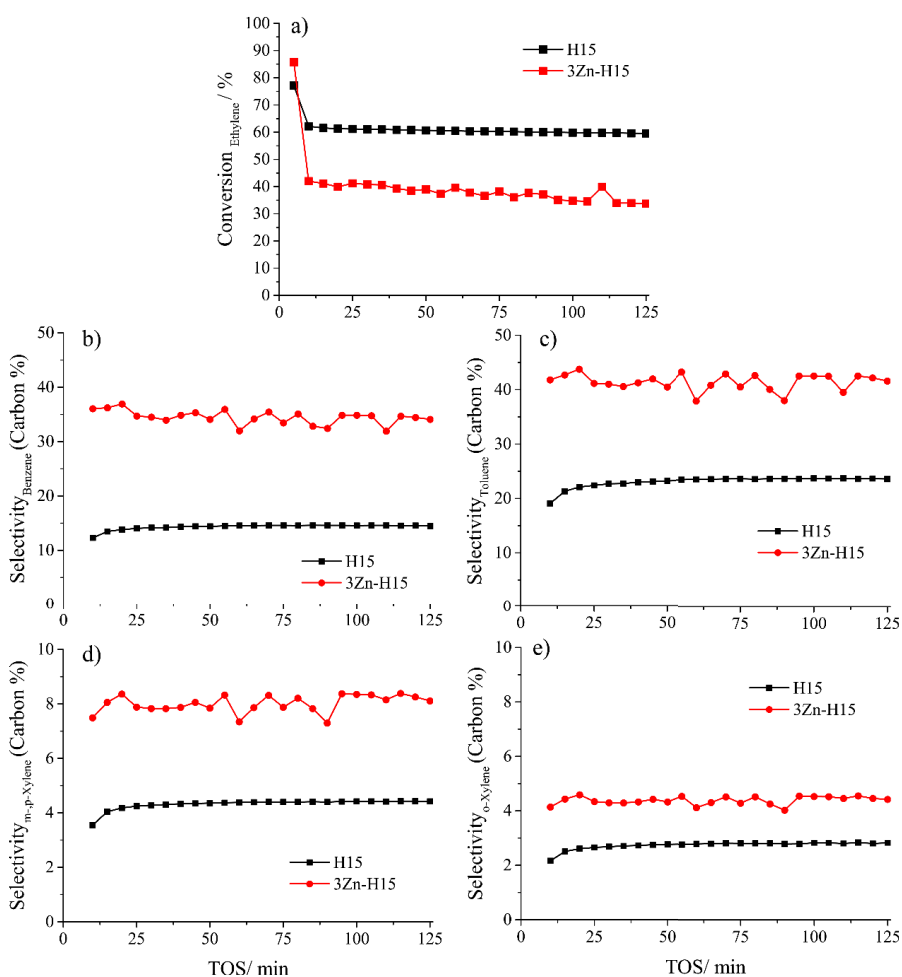 a)
Conversion Ethylene / %
100
90
80
70
60
50
40
30
20
10
0
H15
3Zn-H15
0 25 50 75 100 125
b)
Selectivity Benzene (Carbon %)
50
40
30
20
10
0
H15
3Zn-H15
0 25 50 75 100 125
c)
Selectivity Toluene (Carbon %)
50
40
30
20
10
0
H15
3Zn-H15
0 25 50 75 100 125
d)
Selectivity m-,p-Xylene (Carbon %)
10
8
6
4
2
0
H15
3Zn-H15
0 25 50 75 100 125
TOS/ min
e)
Selectivity o-Xylene (Carbon %)
10
8
6
4
2
0
H15
3Zn-H15
0 25 50 75 100 125
TOS/ min